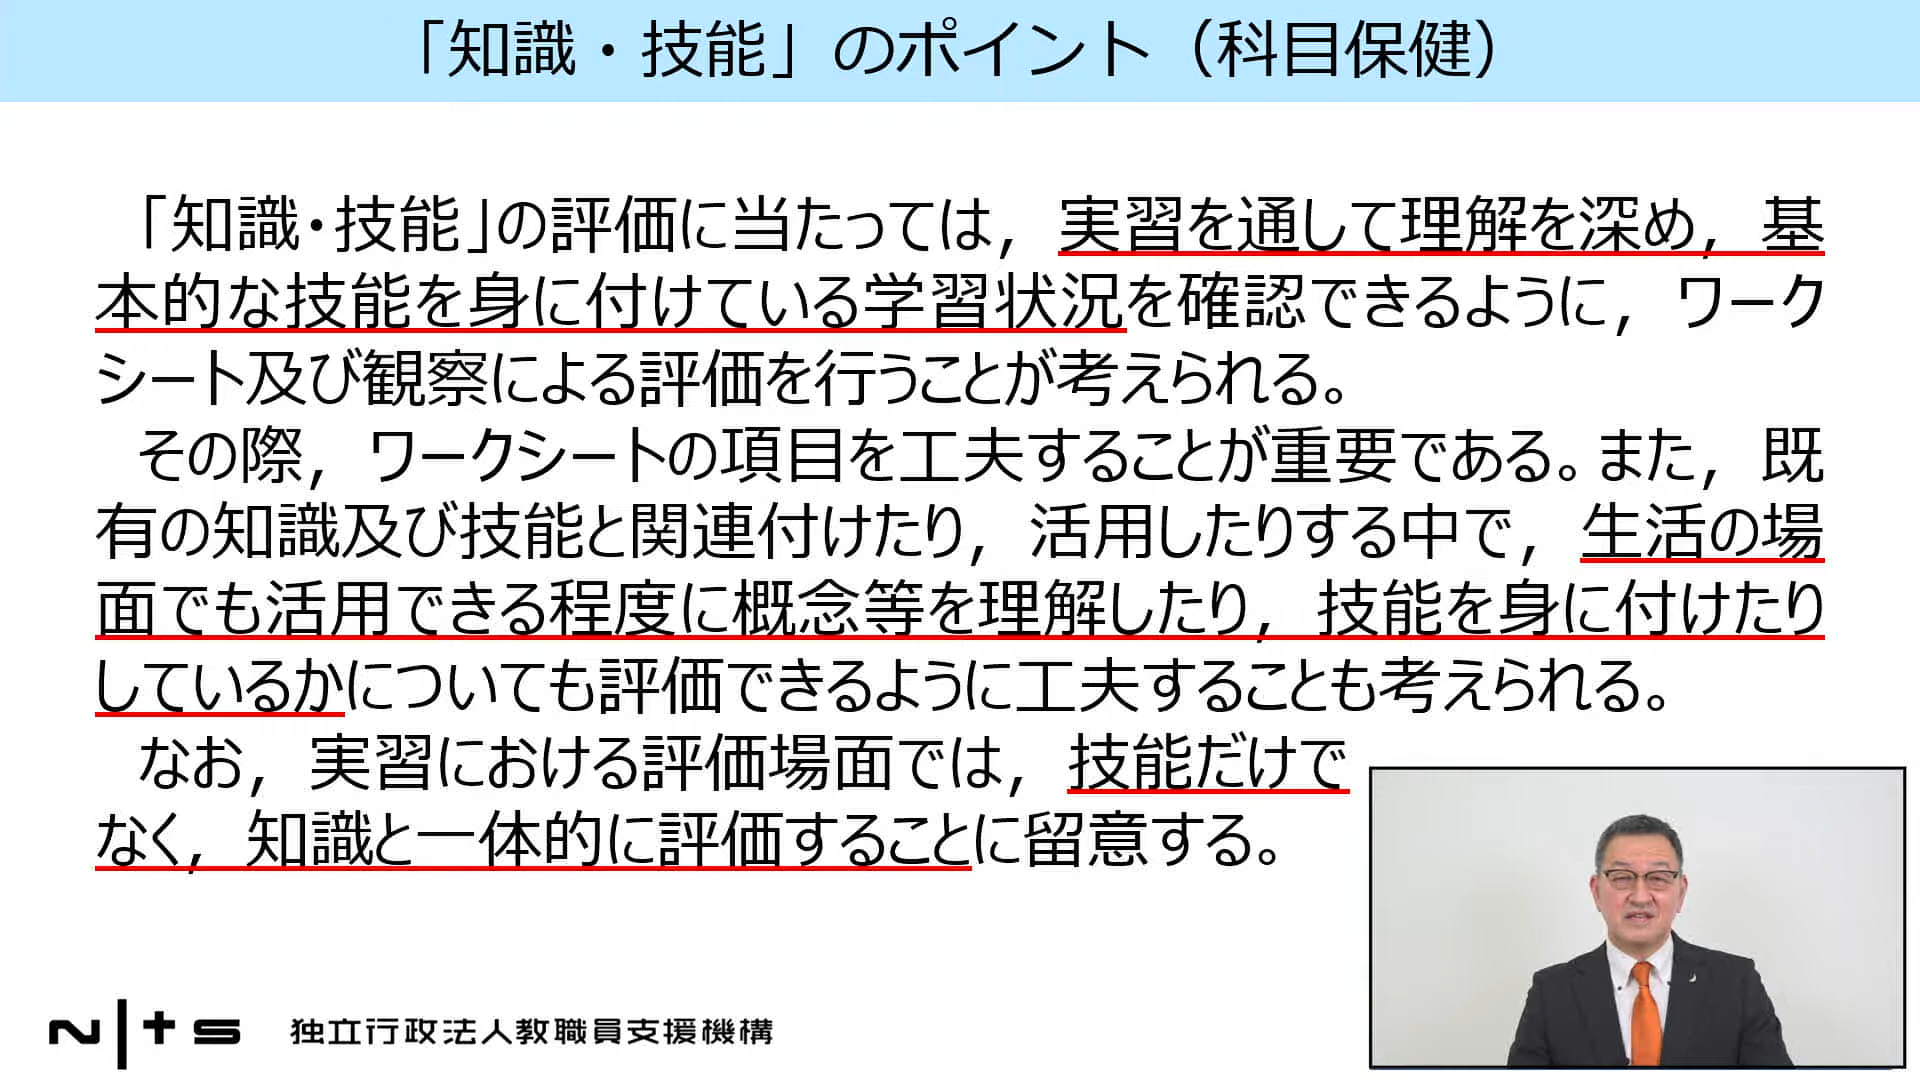 「知識・技能」のポイント（科目保健）
「知識・技能」の評価に当たっては，実習を通して理解を深め，基
本的な技能を身に付けている学習状況を確認できるように，ワーク
シート及び観察による評価を行うことが考えられる。
その際，ワークシートの項目を工夫することが重要である。また，既
有の知識及び技能と関連付けたり，活用したりする中で，生活の場
面でも活用できる程度に概念等を理解したり，技能を身に付けたり
しているかについても評価できるように工夫することも考えられる。
なお，実習における評価場面では，技能だけで
なく，知識と一体的に評価することに留意する。
NITS 独立行政法人教職員支援機構